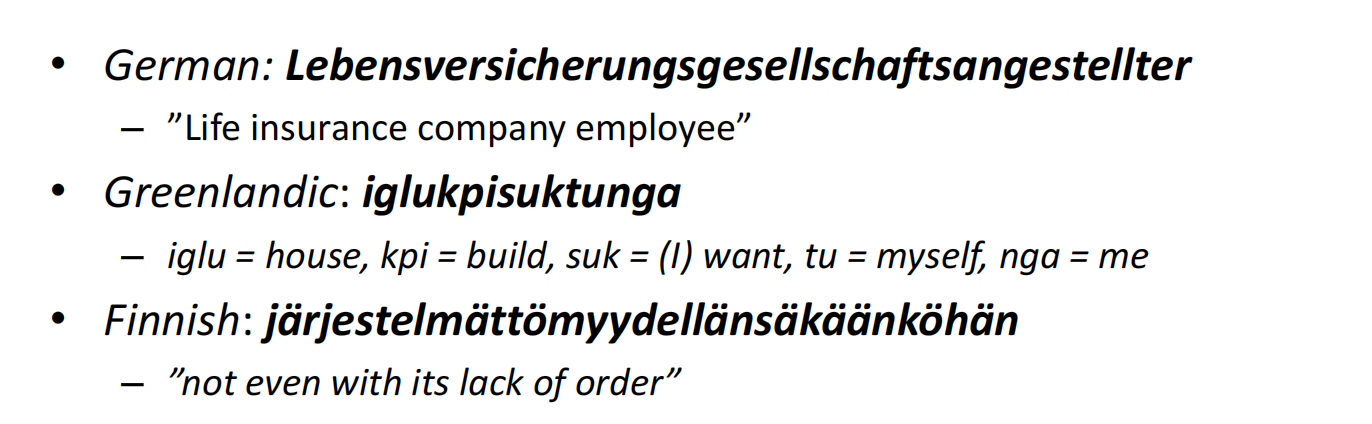 • German: Lebensversicherungsgesellschaftsangestellter
– ”Life insurance company employee”
• Greenlandic: iglukpisuktunga
– iglu = house, kpi = build, suk = (I) want, tu = myself, nga = me
• Finnish: järjestelmättömyydellänsäkäänköhän
– ”not even with its lack of order”